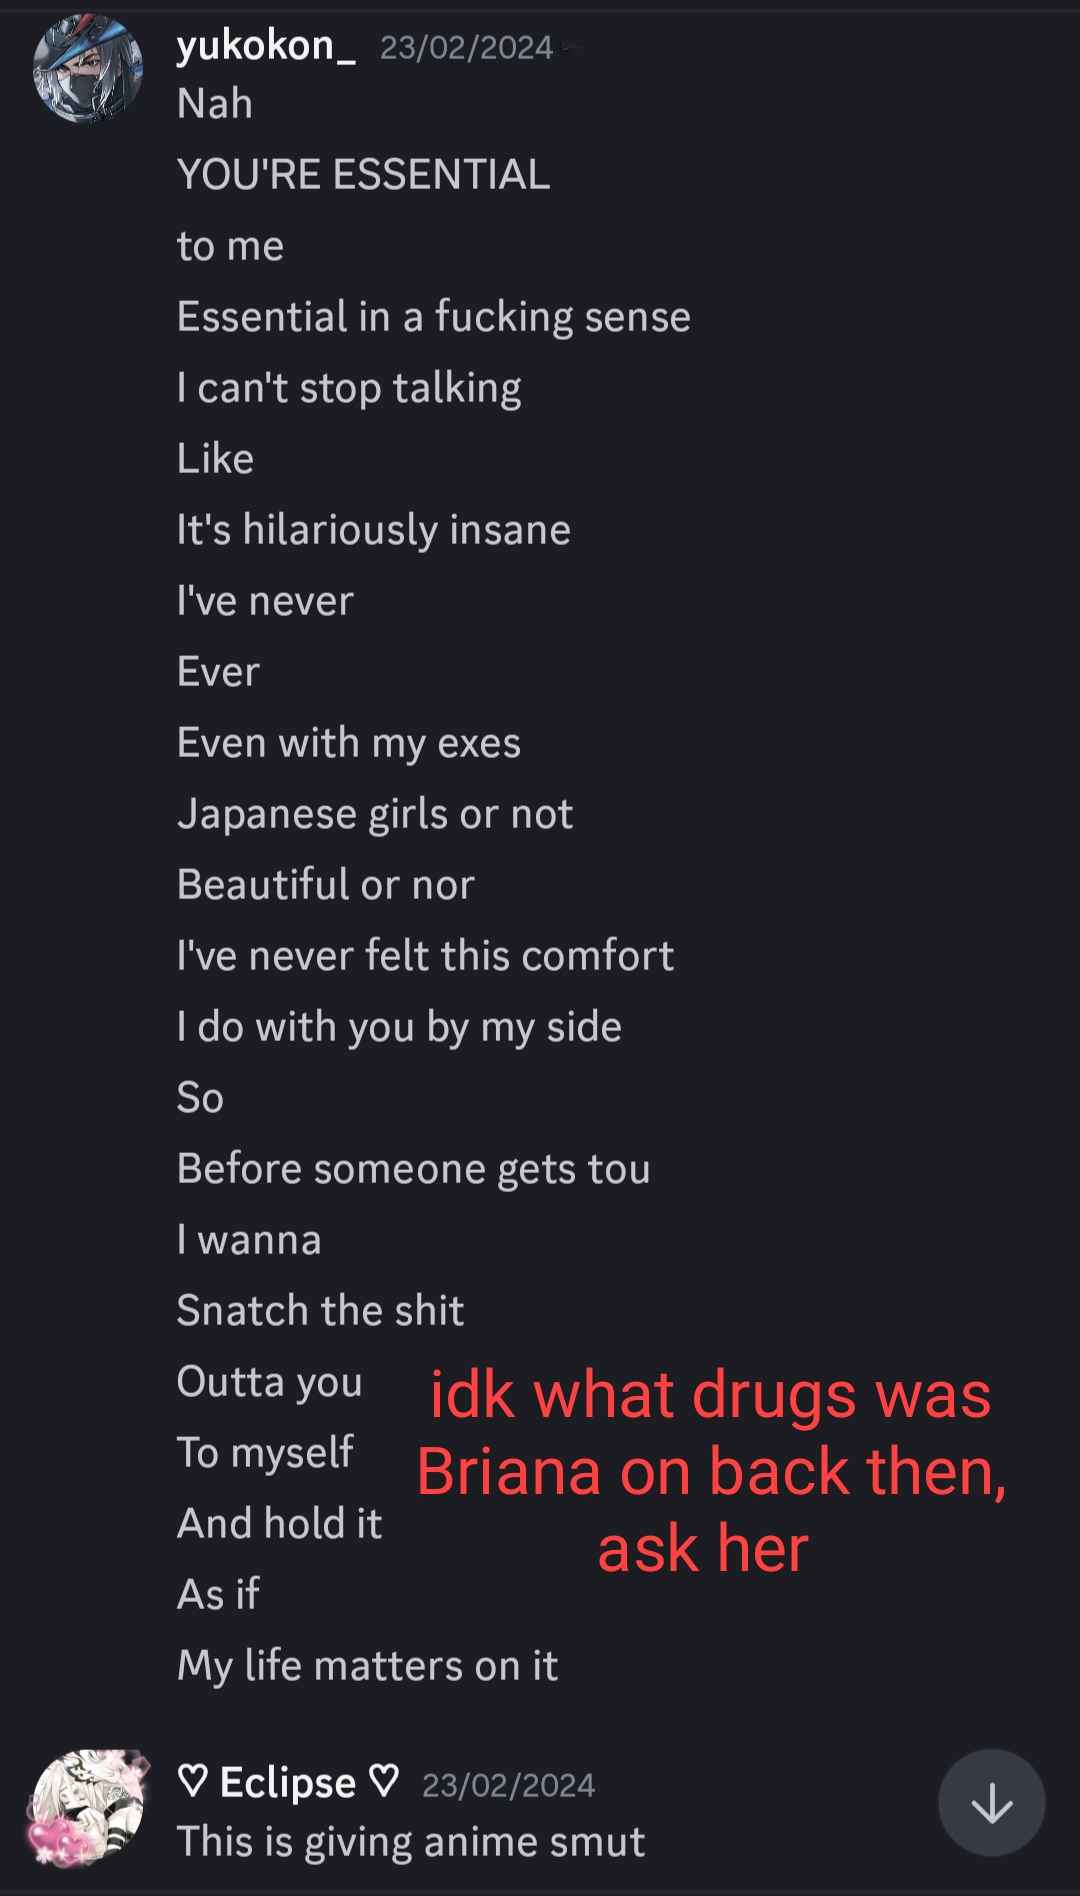 yukokon_ 23/02/2024
Nah
YOU'RE ESSENTIAL
to me
Essential in a fucking sense
I can't stop talking
Like
It's hilariously insane
I've never
Ever
Even with my exes
Japanese girls or not
Beautiful or nor
I've never felt this comfort
I do with you by my side
So
Before someone gets tou
I wanna
Snatch the shit
Outta you
To myself
And hold it
As if
My life matters on it
idk what drugs was
Briana on back then,
ask her
♡ Eclipse ♡ 23/02/2024
This is giving anime smut